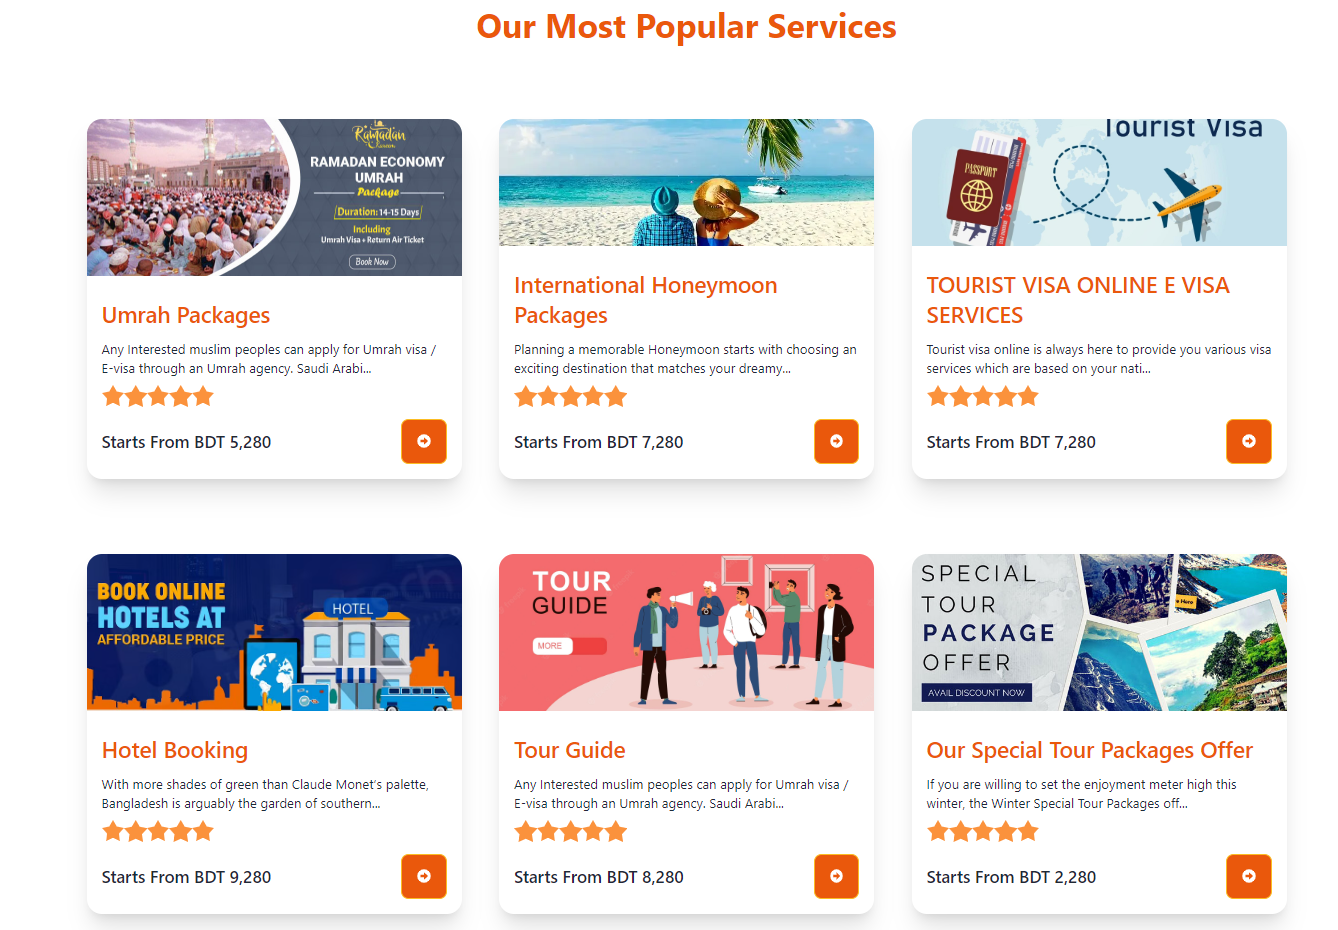 Our Most Popular Services
Ramadan
Kareem
RAMADAN ECONOMY
UMRAH
Package
Duration: 14-15 Days
Including
Umrah Visa + Return Air Ticket
Book Now
Umrah Packages
Any Interested muslim peoples can apply for Umrah visa /
E-visa through an Umrah agency. Saudi Arabi...
Starts From BDT 5,280
International Honeymoon
Packages
Planning a memorable Honeymoon starts with choosing an
exciting destination that matches your dreamy...
Starts From BDT 7,280
Tourist Visa
PASSPORT
TOURIST VISA ONLINE E VISA
SERVICES
Tourist visa online is always here to provide you various visa
services which are based on your nati...
Starts From BDT 7,280
BOOK ONLINE
HOTELS AT
AFFORDABLE PRICE
HOTEL
Hotel Booking
With more shades of green than Claude Monet's palette,
Bangladesh is arguably the garden of southern...
Starts From BDT 9,280
TOUR
GUIDE
MORE
Tour Guide
Any Interested muslim peoples can apply for Umrah visa /
E-visa through an Umrah agency. Saudi Arabi...
Starts From BDT 8,280
SPECIAL
TOUR
PACKAGE
OFFER
AVAIL DISCOUNT NOW
Here
Our Special Tour Packages Offer
If you are willing to set the enjoyment meter high this
winter, the Winter Special Tour Packages off...
Starts From BDT 2,280